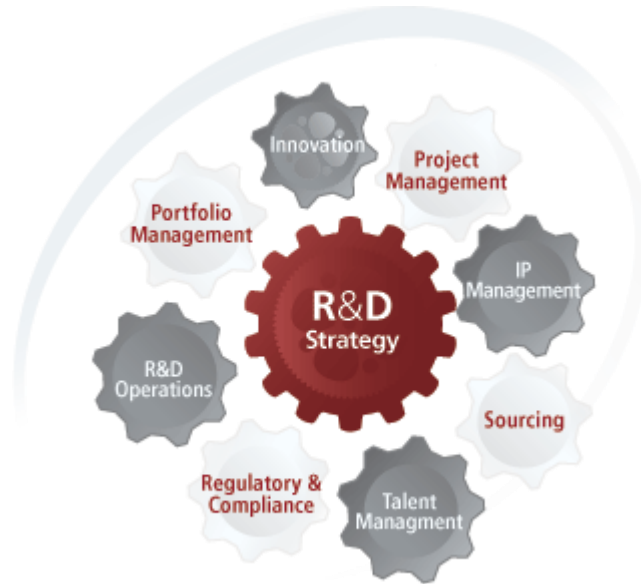 Innovation
Project
Management
Portfolio
Management
IP
Management
R&D
Strategy
R&D
Operations
Sourcing
Regulatory &
Compliance
Talent
Managment